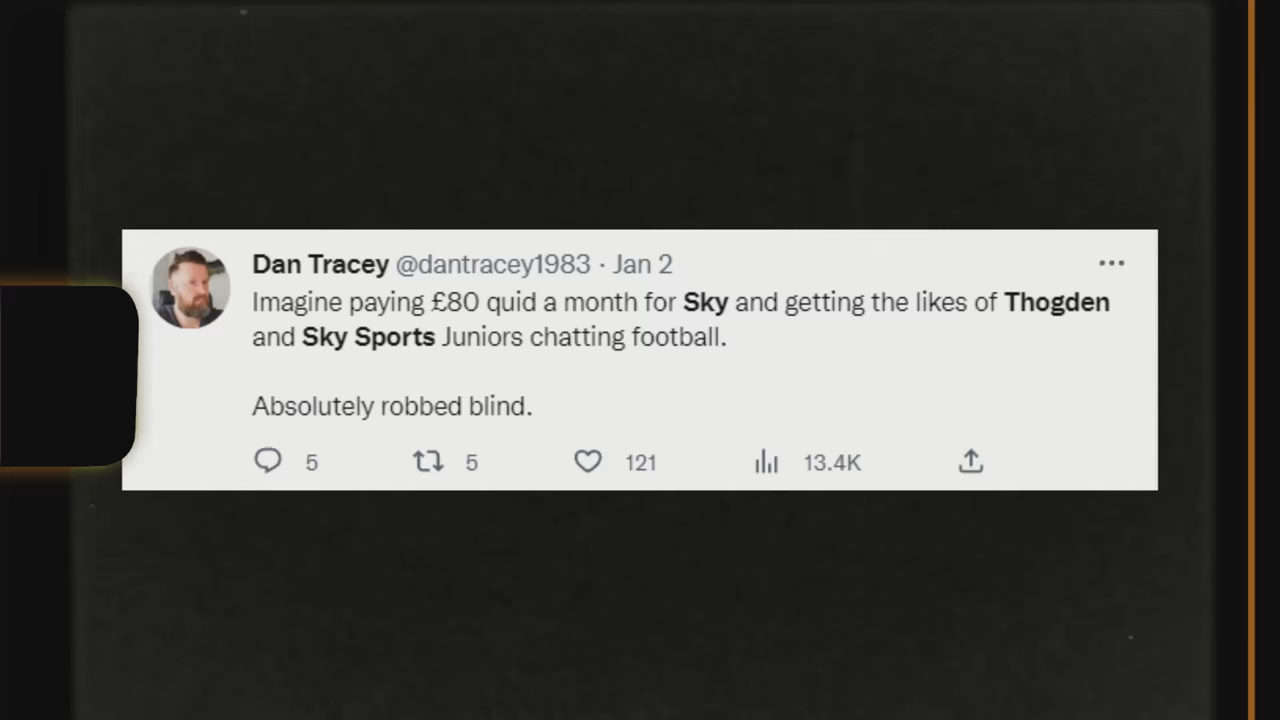 Dan Tracey @dantracey1983 · Jan 2
Imagine paying £80 quid a month for Sky and getting the likes of Thogden
and Sky Sports Juniors chatting football.
Absolutely robbed blind.
5 5 121 13.4K